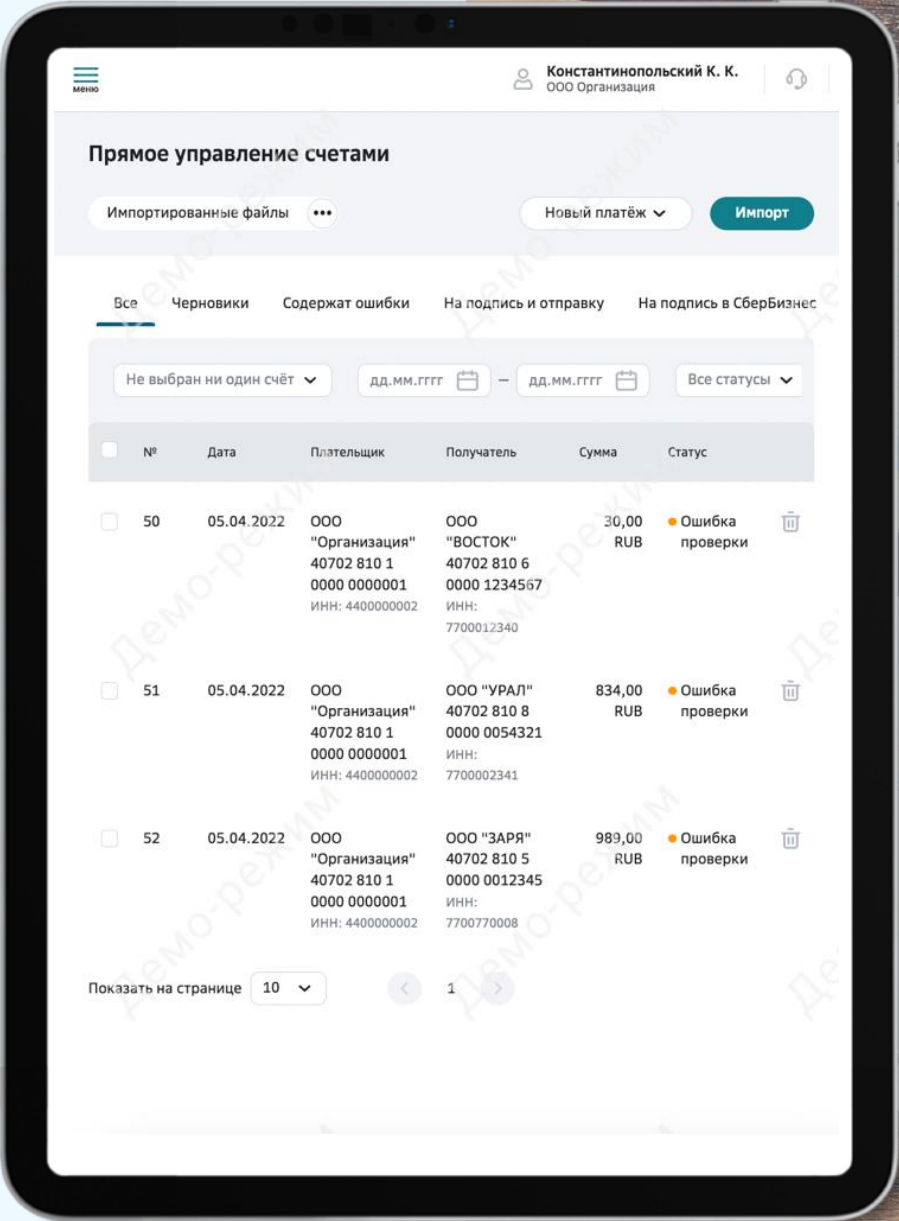 меню
Константинопольский К. К.
ООО Организация
Прямое управление счетами
Импортированные файлы
•••
Новый платёж
Импорт
Все
Черновики
Содержат ошибки
На подпись и отправку
На подпись в СберБизнес
Не выбран ни один счёт
дд.мм.гггг
–
дд.мм.гггг
Все статусы
№ Дата Плательщик Получатель Сумма Статус
50 05.04.2022 ООО ООО 30,00 Ошибка
"Организация" "ВОСТОК" RUB проверки
40702 810 1 40702 810 6
0000 0000001 0000 1234567
ИНН: 4400000002 ИНН:
7700012340
51 05.04.2022 ООО ООО "УРАЛ" 834,00 Ошибка
"Организация" 40702 810 8 RUB проверки
40702 810 1 0000 0054321
0000 0000001 ИНН:
ИНН: 4400000002 7700002341
52 05.04.2022 ООО ООО "ЗАРЯ" 989,00 Ошибка
"Организация" 40702 810 5 RUB проверки
40702 810 1 0000 0012345
0000 0000001 ИНН:
ИНН: 4400000002 7700770008
Показать на странице 10 1
Демо-режим